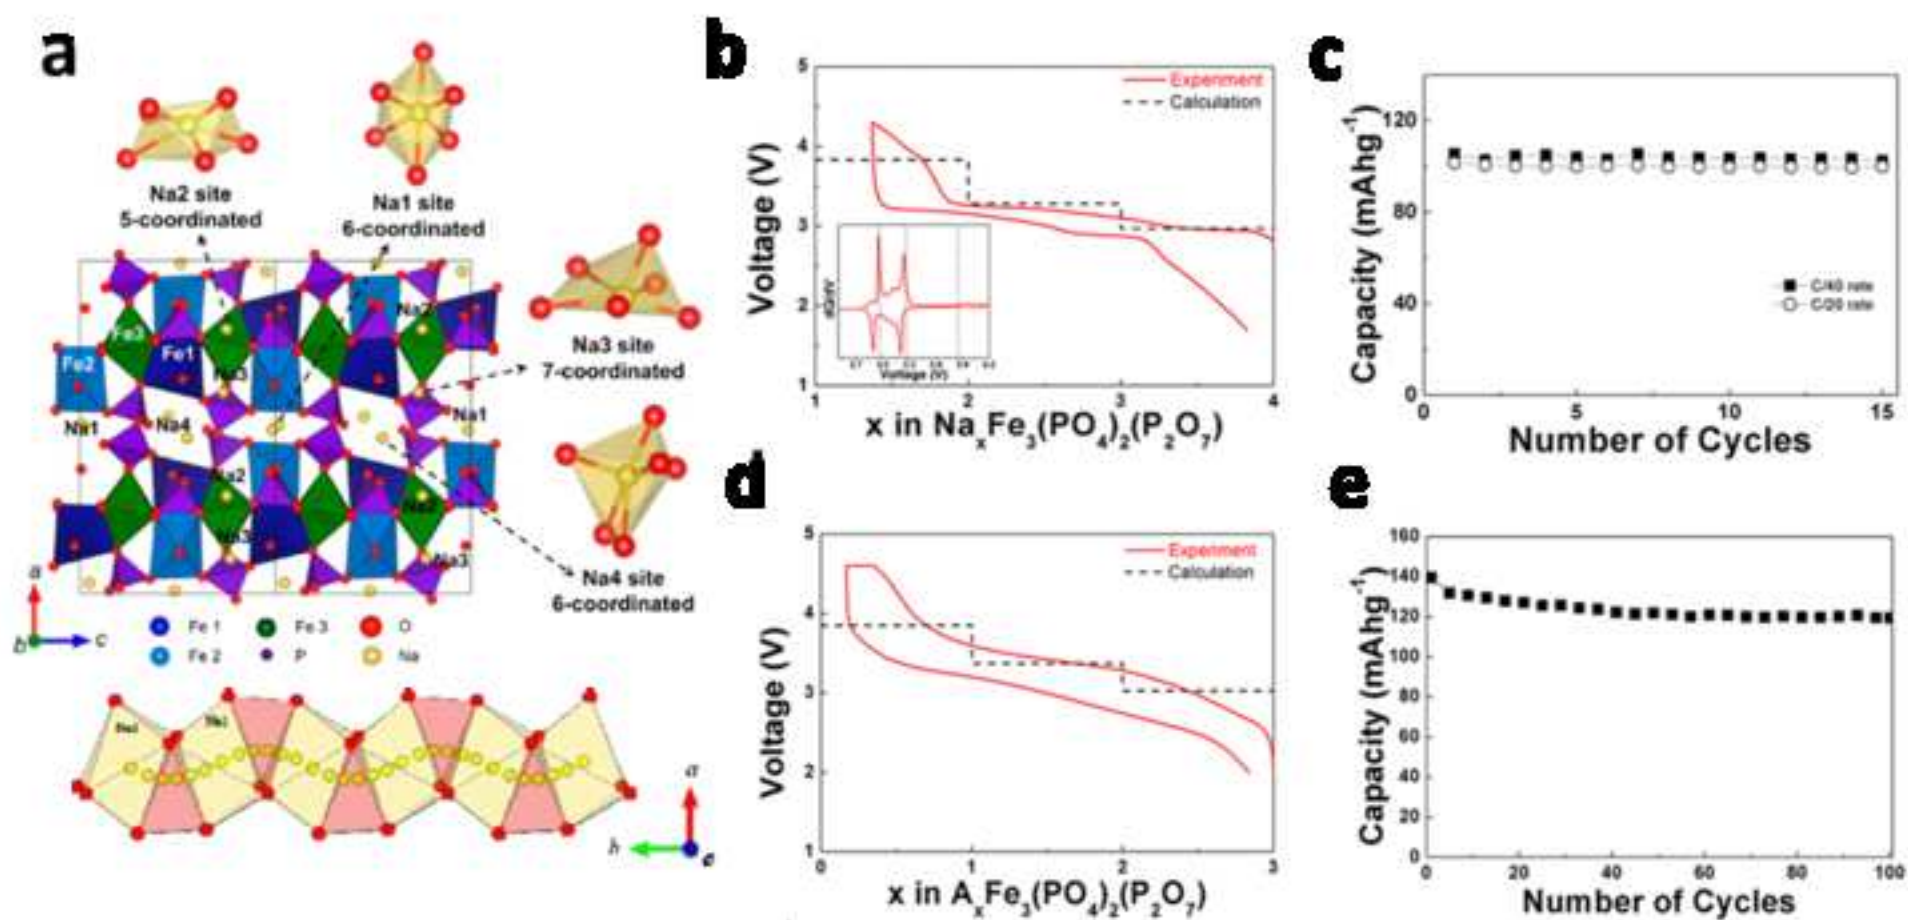 a
Na2 site
5-coordinated
Na1 site
6-coordinated
Na3 site
7-coordinated
Na4 site
6-coordinated
Na2
Fe3
Fe1
Fe2
Na3
Na1
Na1
Na4
Na2
Na2
Na3
Na3
a
b
c
Fe 1
Fe 3
O
Fe 2
P
Na
a
b
c
b
Voltage (V)
5
4
3
2
1
Experiment
Calculation
dQ/dV
Voltage (V)
1
2
3
4
x in NaₓFe₃(PO₄)₂(P₂O₇)
c
Capacity (mAhg⁻¹)
120
80
40
0
C/40 rate
C/20 rate
0
5
10
15
Number of Cycles
d
Voltage (V)
5
4
3
2
1
Experiment
Calculation
0
1
2
3
x in AₓFe₃(PO₄)₂(P₂O₇)
e
Capacity (mAhg⁻¹)
160
140
120
100
80
60
40
20
0
0
20
40
60
80
100
Number of Cycles